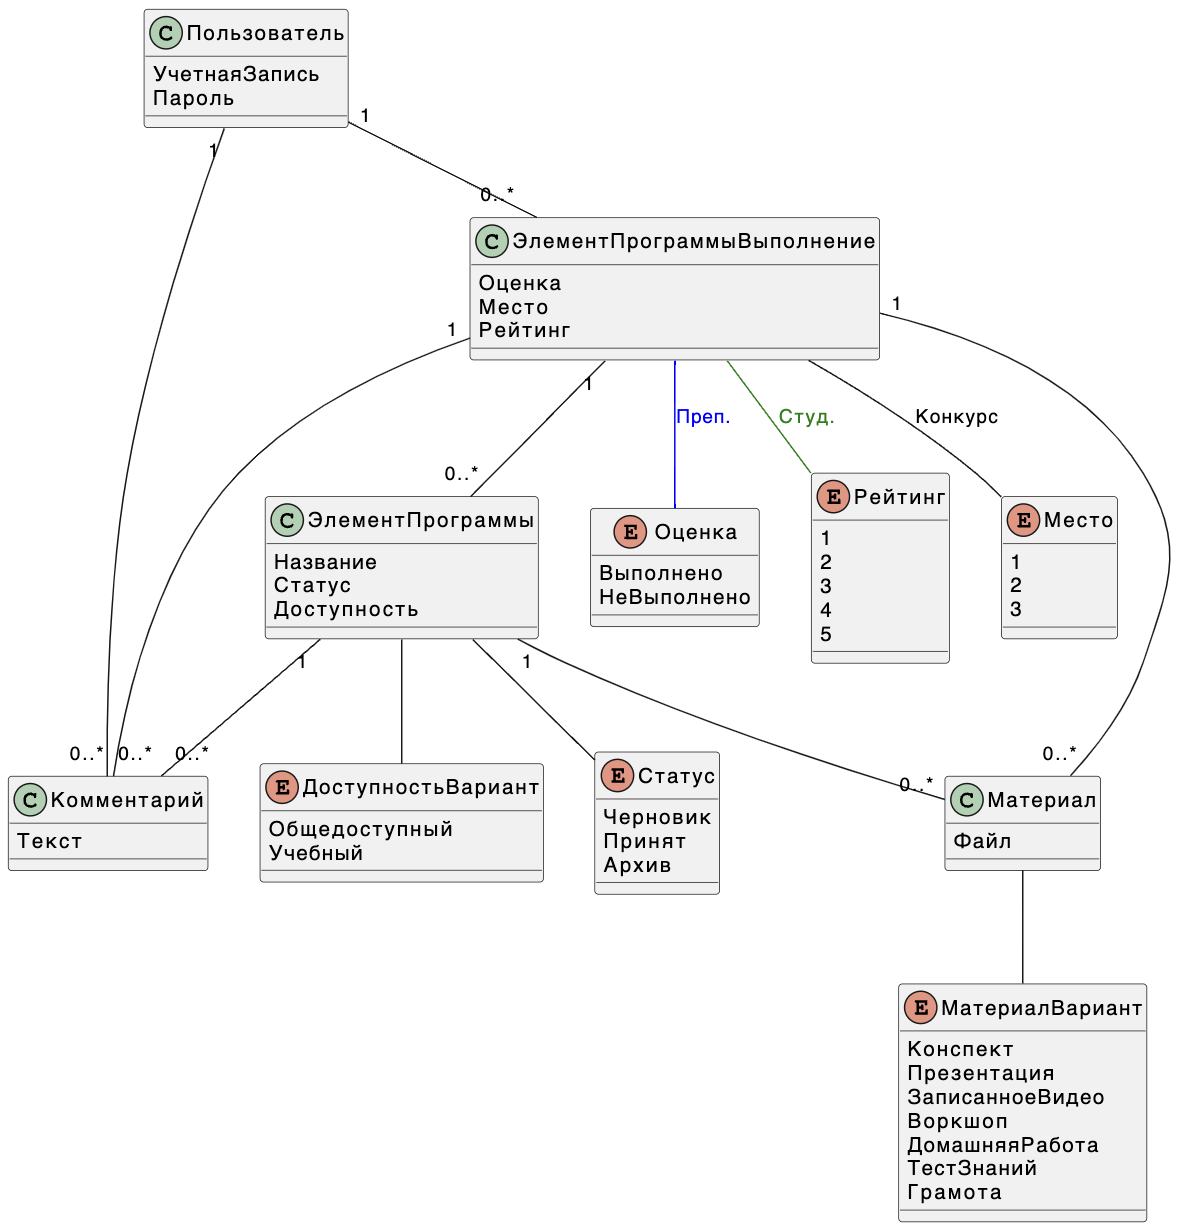 C Пользователь
УчетнаяЗапись
Пароль
1
1
0..*
C ЭлементПрограммыВыполнение
Оценка
Место
Рейтинг
1
1
1
Преп.
Студ.
Конкурс
0..*
C ЭлементПрограммы
Название
Статус
Доступность
E Оценка
Выполнено
НеВыполнено
E Рейтинг
1
2
3
4
5
E Место
1
2
3
1
1
0..*
0..*
0..*
0..*
0..*
C Комментарий
Текст
E ДоступностьВариант
Общедоступный
Учебный
E Статус
Черновик
Принят
Архив
C Материал
Файл
E МатериалВариант
Конспект
Презентация
ЗаписанноеВидео
Воркшоп
ДомашняяРабота
ТестЗнаний
Грамота